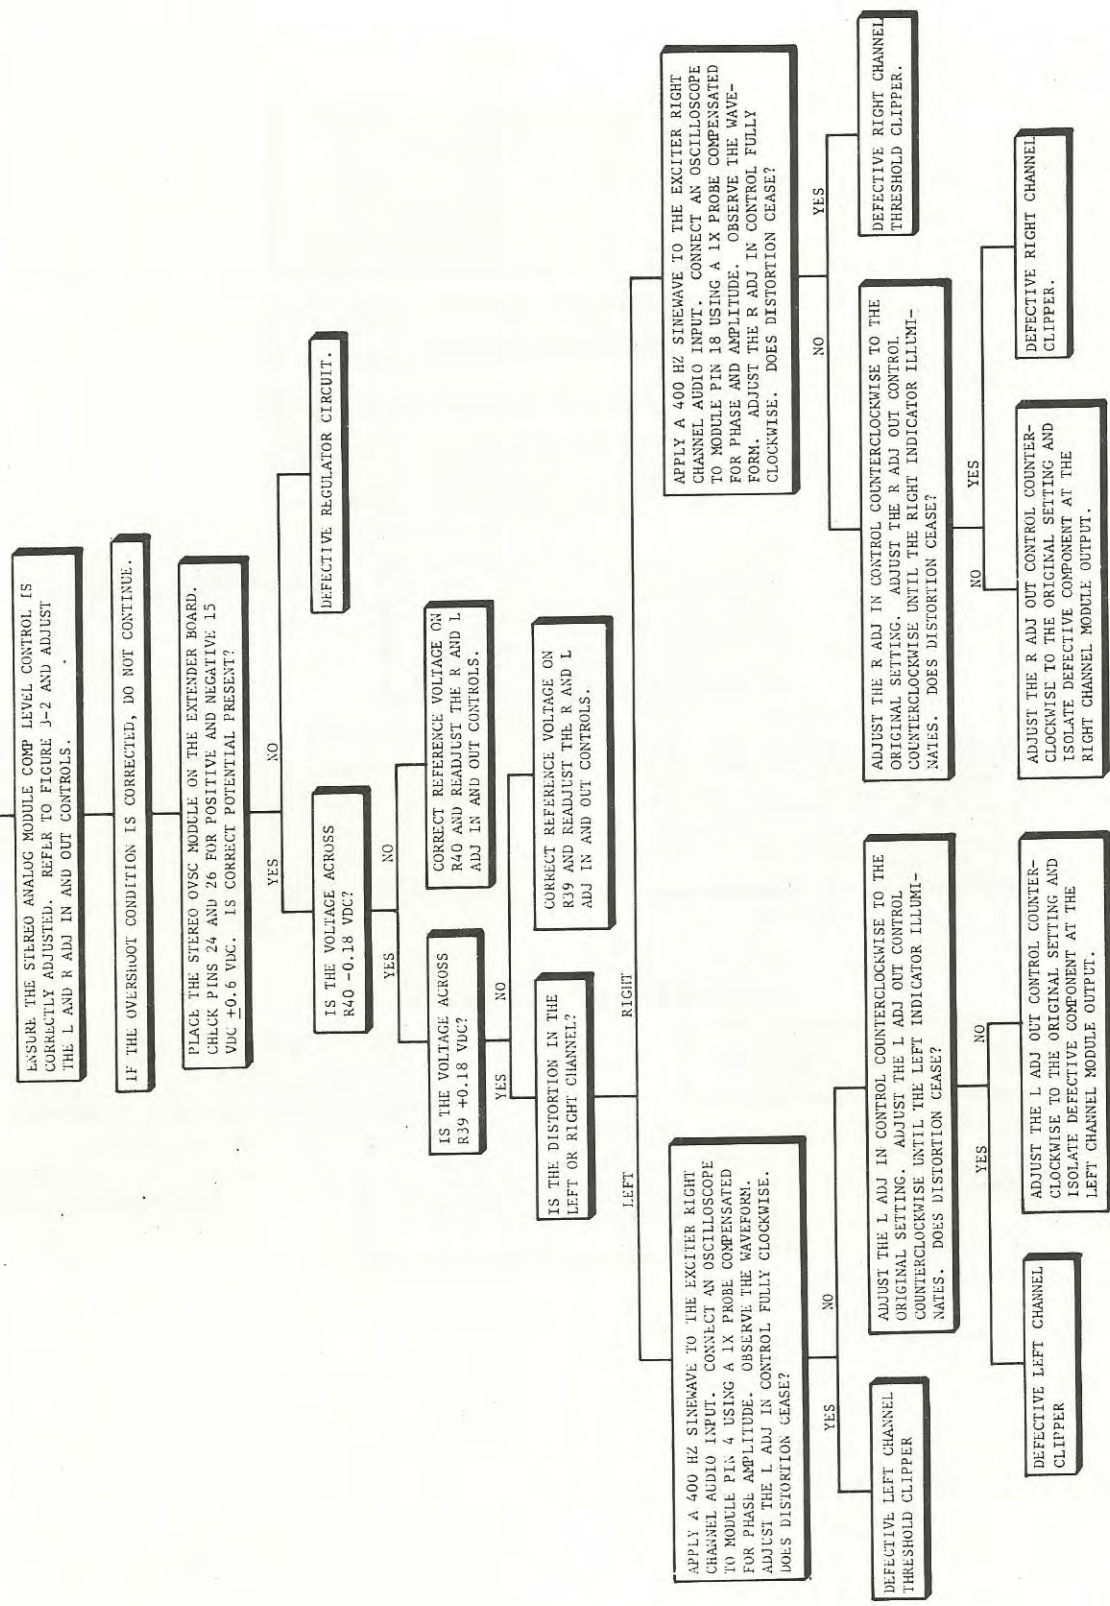 ENSURE THE STEREO ANALOG MODULE COMP LEVEL CONTROL IS
CORRECTLY ADJUSTED. REFER TO FIGURE 3-2 AND ADJUST
THE L AND R ADJ IN AND OUT CONTROLS.
IF THE OVERSHOOT CONDITION IS CORRECTED, DO NOT CONTINUE.
PLACE THE STEREO OVSC MODULE ON THE EXTENDER BOARD.
CHECK PINS 24 AND 26 FOR POSITIVE AND NEGATIVE 15
VDC ±0.6 VDC. IS CORRECT POTENTIAL PRESENT?
YES
NO
IS THE VOLTAGE ACROSS
R40 -0.18 VDC?
DEFECTIVE REGULATOR CIRCUIT.
YES
NO
IS THE VOLTAGE ACROSS
R39 +0.18 VDC?
CORRECT REFERENCE VOLTAGE ON
R40 AND READJUST THE R AND L
ADJ IN AND OUT CONTROLS.
YES
NO
IS THE DISTORTION IN THE
LEFT OR RIGHT CHANNEL?
CORRECT REFERENCE VOLTAGE ON
R39 AND READJUST THE R AND L
ADJ IN AND OUT CONTROLS.
LEFT
RIGHT
APPLY A 400 HZ SINEWAVE TO THE EXCITER RIGHT
CHANNEL AUDIO INPUT. CONNECT AN OSCILLOSCOPE
TO MODULE PIN 4 USING A 1X PROBE COMPENSATED
FOR PHASE AMPLITUDE. OBSERVE THE WAVEFORM.
ADJUST THE L ADJ IN CONTROL FULLY CLOCKWISE.
DOES DISTORTION CEASE?
APPLY A 400 HZ SINEWAVE TO THE EXCITER RIGHT
CHANNEL AUDIO INPUT. CONNECT AN OSCILLOSCOPE
TO MODULE PIN 18 USING A 1X PROBE COMPENSATED
FOR PHASE AND AMPLITUDE. OBSERVE THE WAVE-
FORM. ADJUST THE R ADJ IN CONTROL FULLY
CLOCKWISE. DOES DISTORTION CEASE?
YES
NO
NO
YES
DEFECTIVE LEFT CHANNEL
THRESHOLD CLIPPER
ADJUST THE L ADJ IN CONTROL COUNTERCLOCKWISE TO THE
ORIGINAL SETTING. ADJUST THE L ADJ OUT CONTROL
COUNTERCLOCKWISE UNTIL THE LEFT INDICATOR ILLUMI-
NATES. DOES DISTORTION CEASE?
ADJUST THE R ADJ IN CONTROL COUNTERCLOCKWISE TO THE
ORIGINAL SETTING. ADJUST THE R ADJ OUT CONTROL
COUNTERCLOCKWISE UNTIL THE RIGHT INDICATOR ILLUMI-
NATES. DOES DISTORTION CEASE?
DEFECTIVE RIGHT CHANNEL
THRESHOLD CLIPPER.
YES
NO
NO
YES
DEFECTIVE LEFT CHANNEL
CLIPPER
ADJUST THE L ADJ OUT CONTROL COUNTER-
CLOCKWISE TO THE ORIGINAL SETTING AND
ISOLATE DEFECTIVE COMPONENT AT THE
LEFT CHANNEL MODULE OUTPUT.
ADJUST THE R ADJ OUT CONTROL COUNTER-
CLOCKWISE TO THE ORIGINAL SETTING AND
ISOLATE DEFECTIVE COMPONENT AT THE
RIGHT CHANNEL MODULE OUTPUT.
DEFECTIVE RIGHT CHANNEL
CLIPPER.